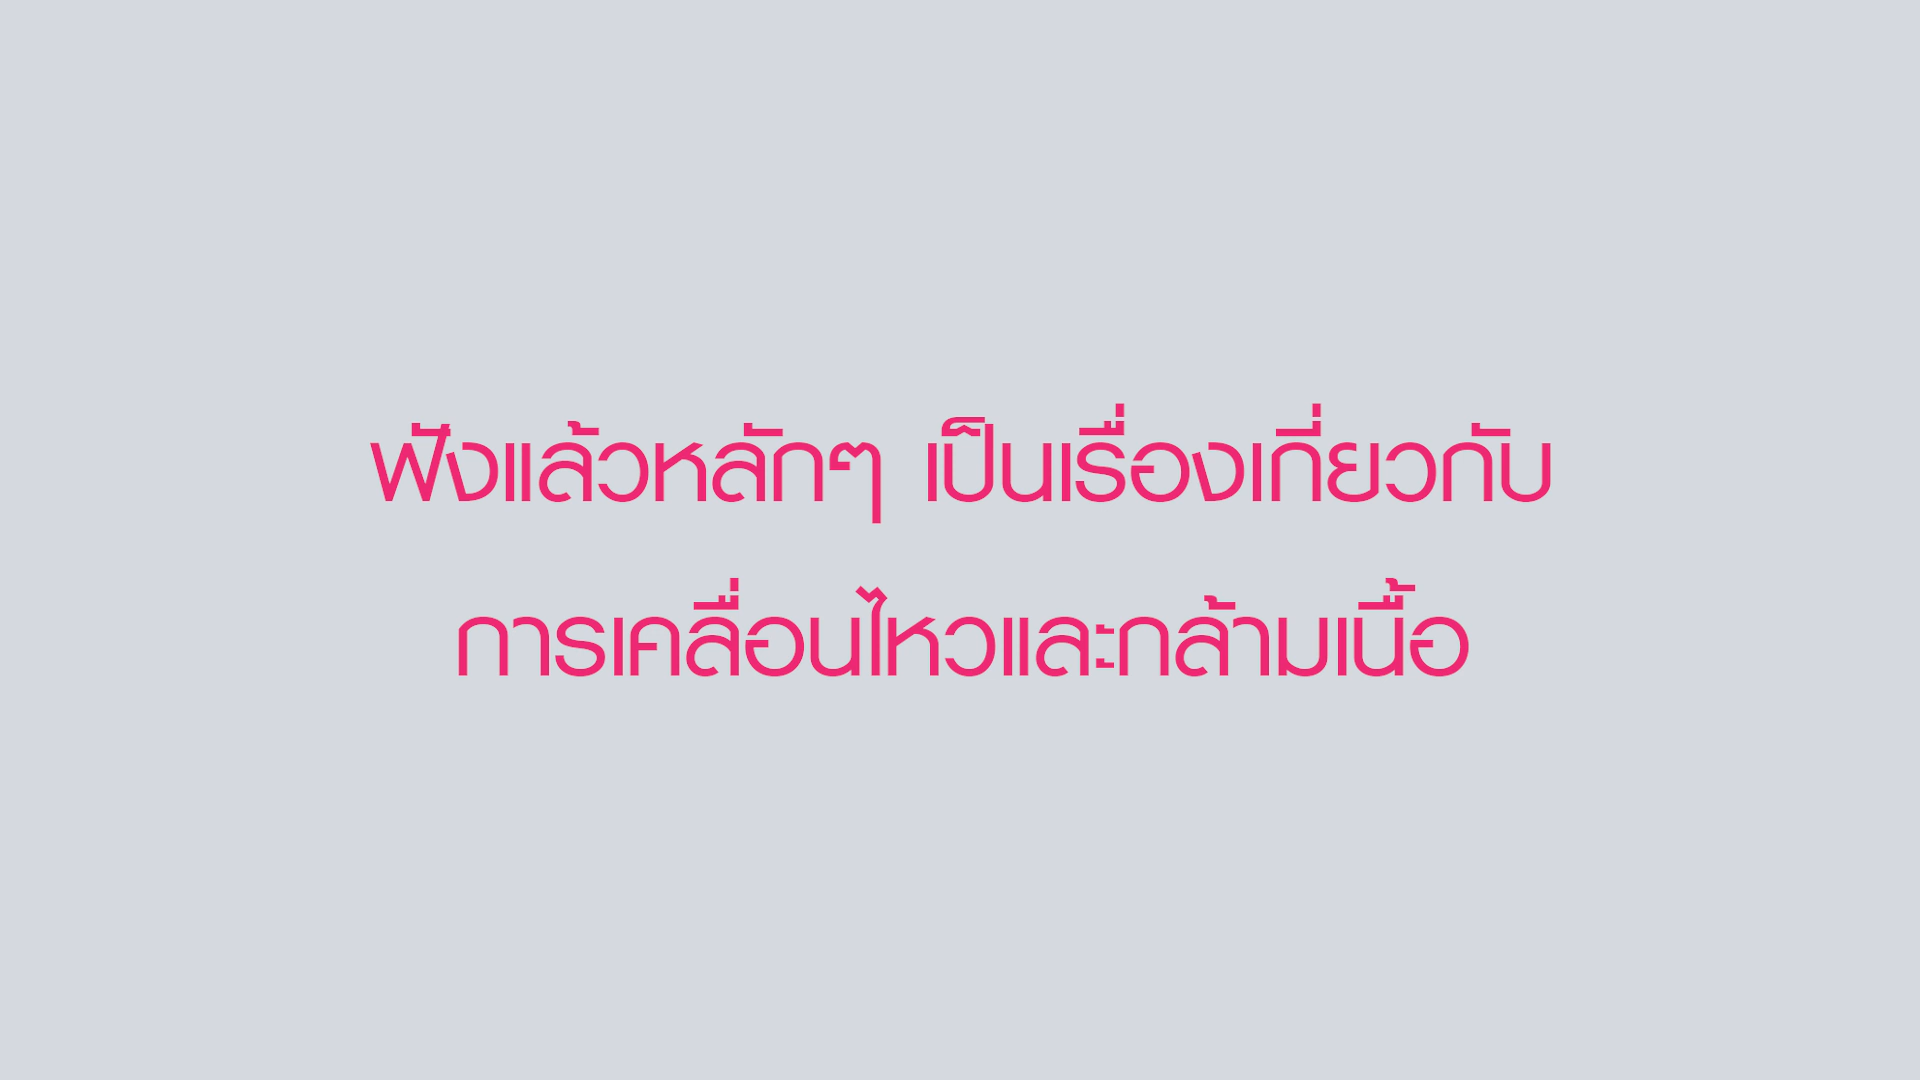 ฟังแล้วหลักๆ เป็นเรื่องเกี่ยวกับ
การเคลื่อนไหวและกล้ามเนื้อ